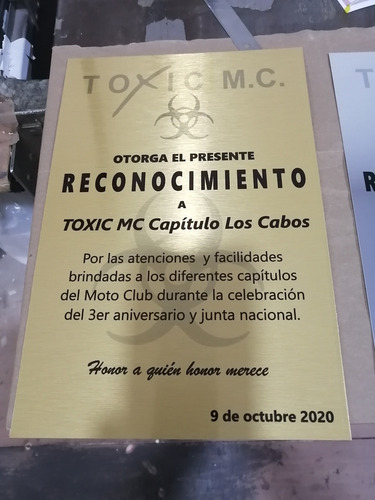 TOXIC M.C.
OTORGA EL PRESENTE
RECONOCIMIENTO
A
TOXIC MC Capítulo Los Cabos
Por las atenciones y facilidades
brindadas a los diferentes capítulos
del Moto Club durante la celebración
del 3er aniversario y junta nacional.
Honor a quién honor merece
9 de octubre 2020
T